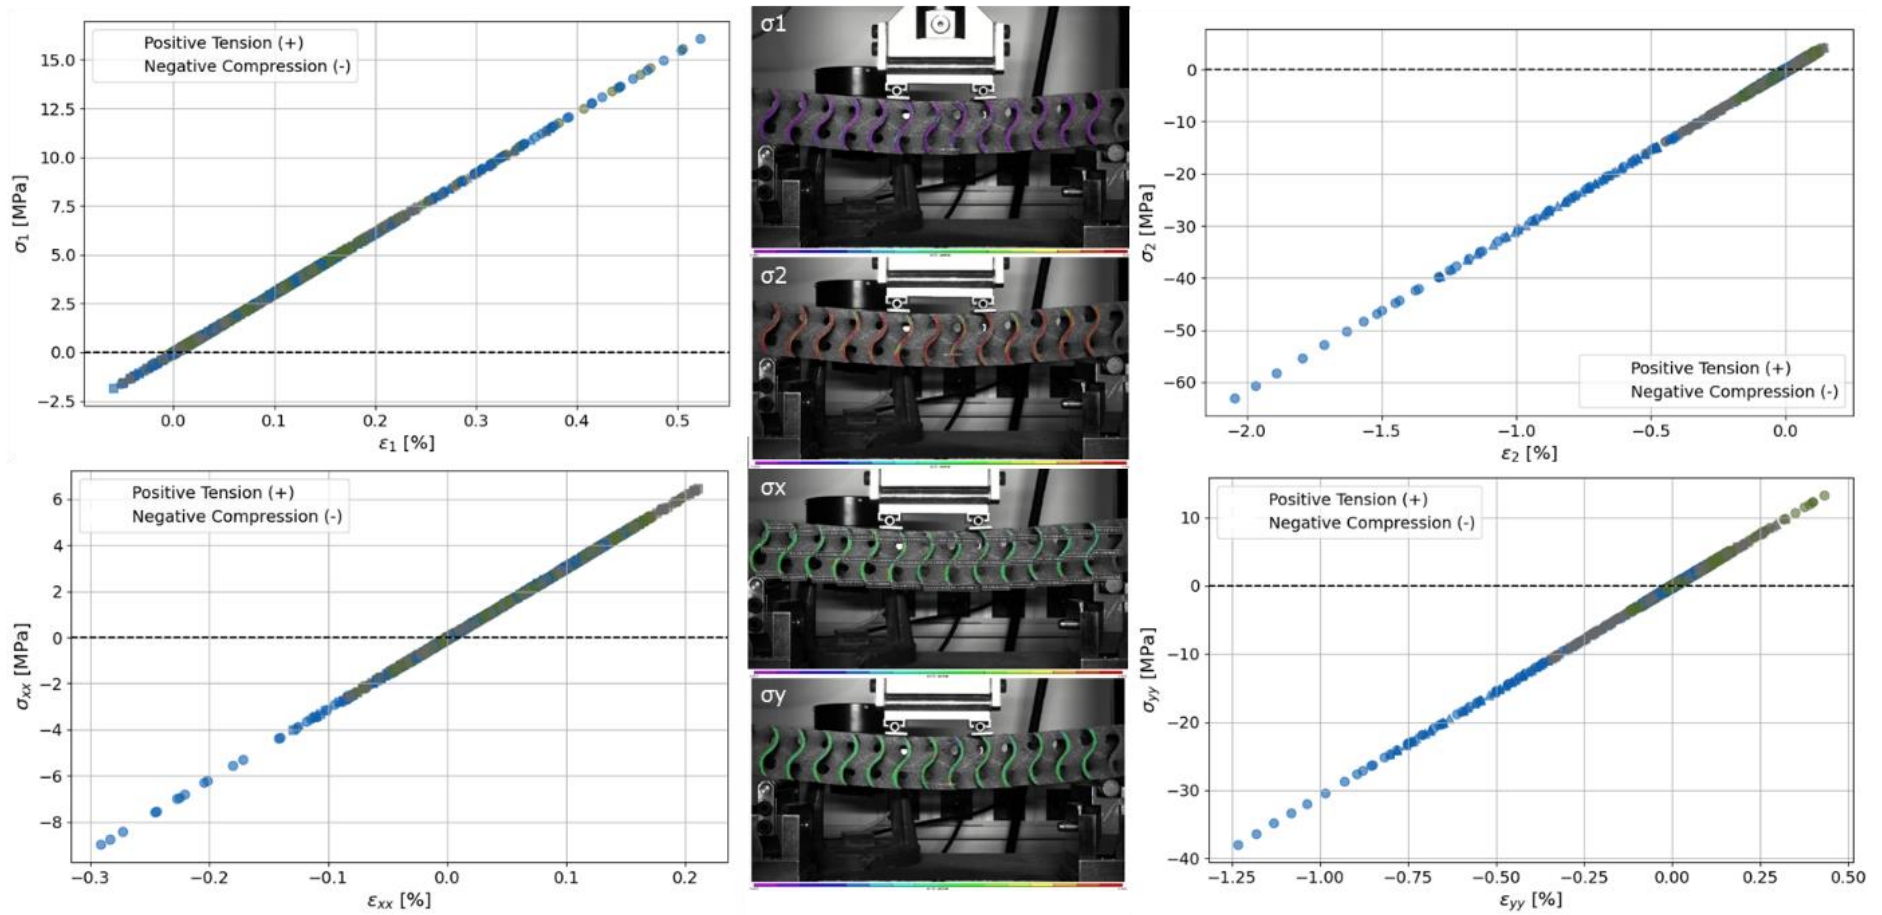 Positive Tension (+)
Negative Compression (-)
15.0
12.5
10.0
7.5
5.0
2.5
0.0
−2.5
σ1 [MPa]
0.0 0.1 0.2 0.3 0.4 0.5
ε1 [%]
σ1
σ2
σx
σy
0
−10
−20
−30
−40
−50
−60
σ2 [MPa]
Positive Tension (+)
Negative Compression (-)
−2.0 −1.5 −1.0 −0.5 0.0
ε2 [%]
Positive Tension (+)
Negative Compression (-)
6
4
2
0
−2
−4
−6
−8
σxx [MPa]
−0.3 −0.2 −0.1 0.0 0.1 0.2
εxx [%]
Positive Tension (+)
Negative Compression (-)
10
0
−10
−20
−30
−40
σyy [MPa]
−1.25 −1.00 −0.75 −0.50 −0.25 0.00 0.25 0.50
εyy [%]